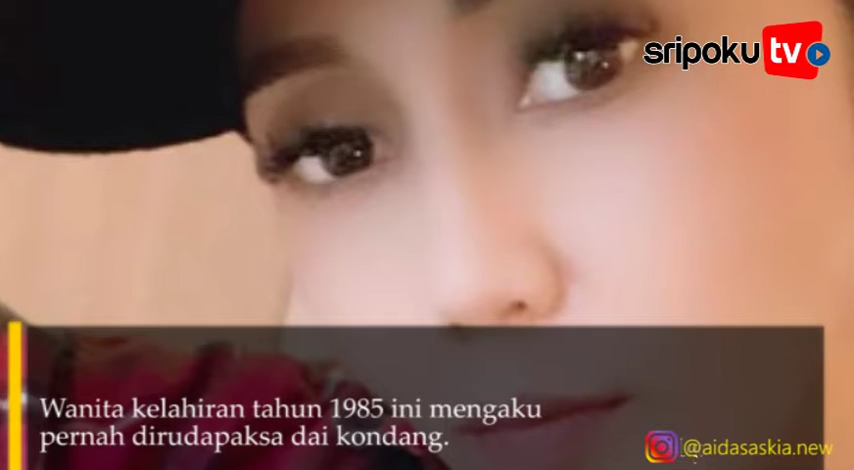 sripoku tv
Wanita kelahiran tahun 1985 ini mengaku
pernah dirudapaksa dai kondang.
@aidasaskia.new